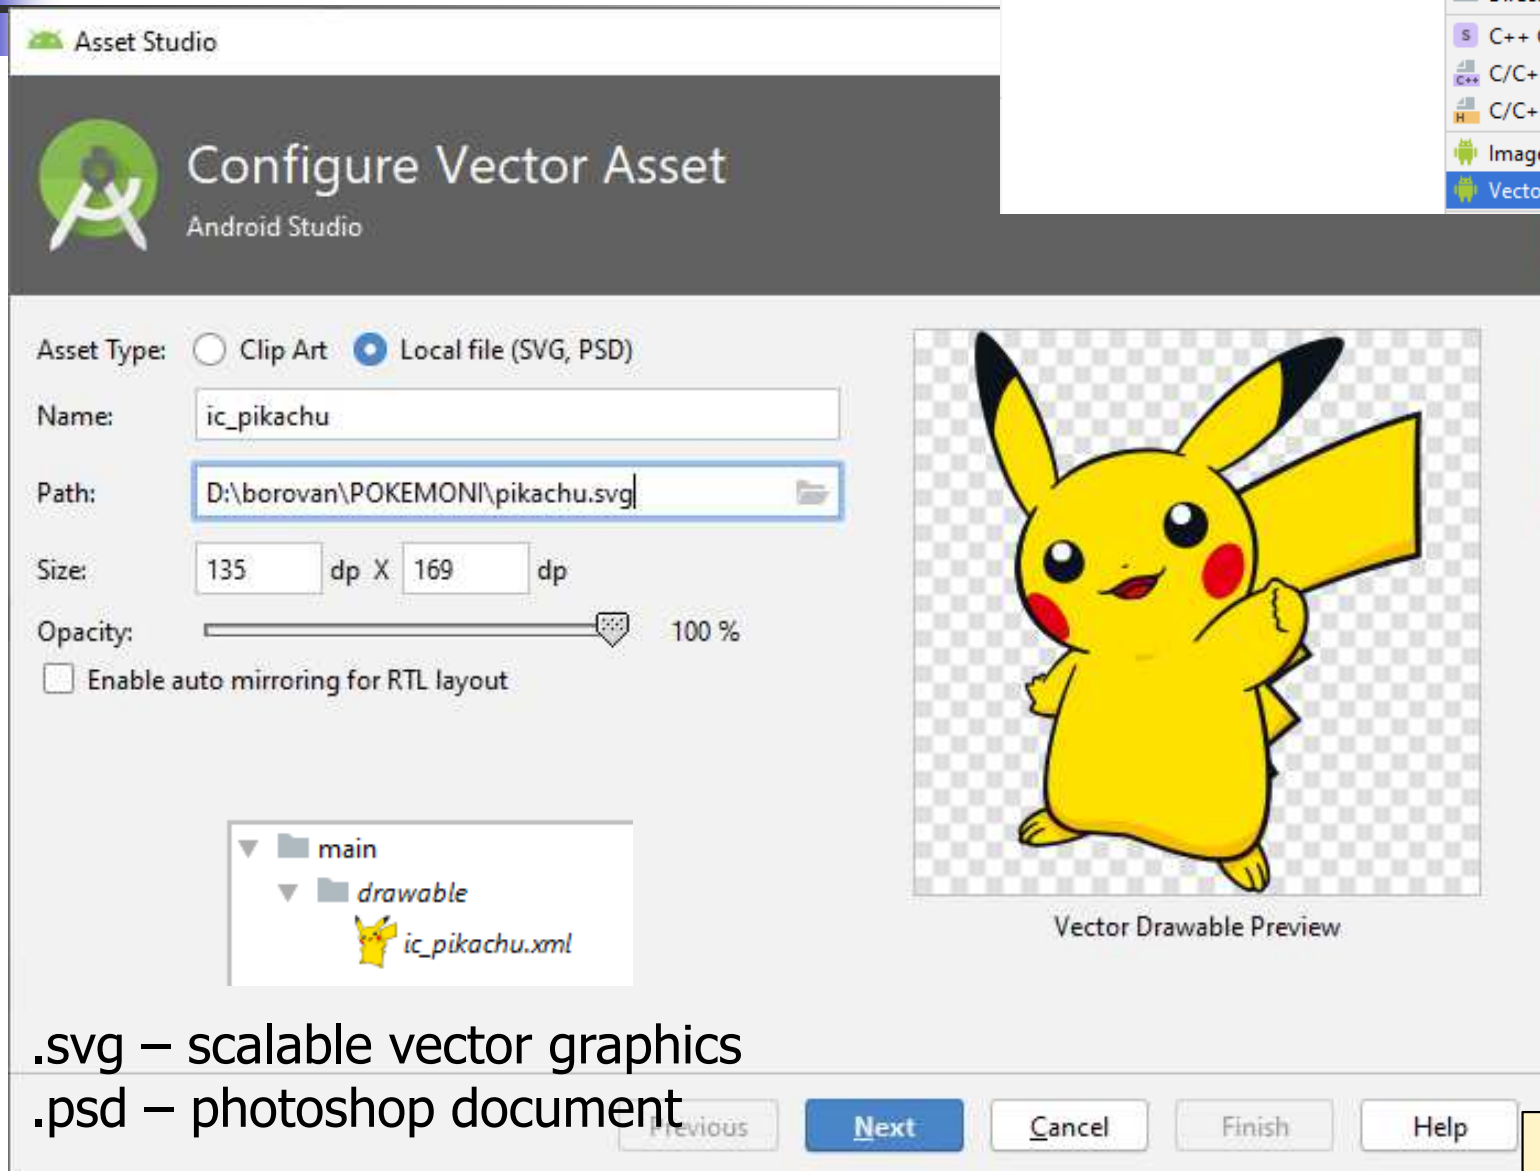 Asset Studio
C++
C/C+
C/C+
Image
Vecto
Configure Vector Asset
Android Studio
Asset Type: Clip Art Local file (SVG, PSD)
Name: ic_pikachu
Path: D:\borovan\POKEMONI\pikachu.svg
Size: 135 dp X 169 dp
Opacity: 100 %
Enable auto mirroring for RTL layout
main
drawable
ic_pikachu.xml
Vector Drawable Preview
.svg – scalable vector graphics
.psd – photoshop document
Previous Next Cancel Finish Help